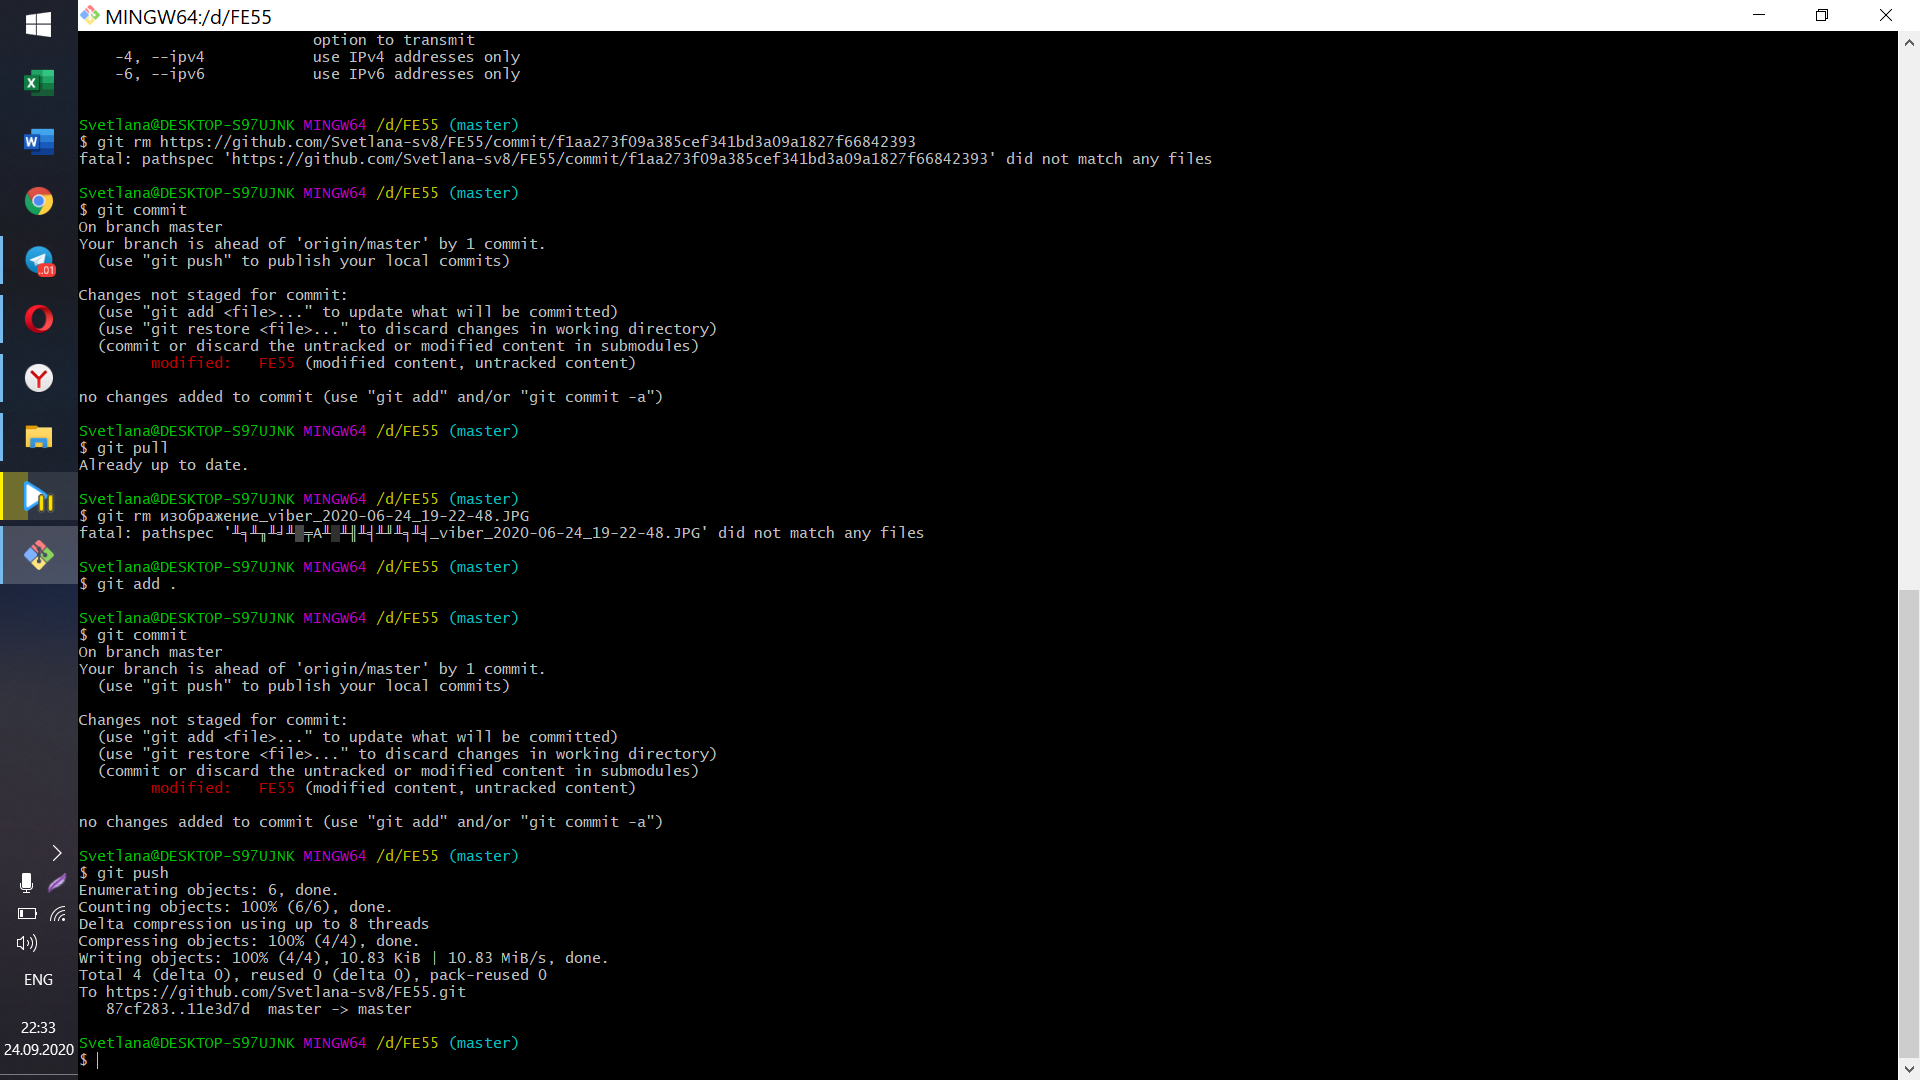 MINGW64:/d/FE55
option to transmit
-4, --ipv4 use IPv4 addresses only
-6, --ipv6 use IPv6 addresses only
Svetlana@DESKTOP-S97UJNK MINGW64 /d/FE55 (master)
$ git rm https://github.com/Svetlana-sv8/FE55/commit/f1aa273f09a385cef341bd3a09a1827f66842393
fatal: pathspec 'https://github.com/Svetlana-sv8/FE55/commit/f1aa273f09a385cef341bd3a09a1827f66842393' did not match any files
Svetlana@DESKTOP-S97UJNK MINGW64 /d/FE55 (master)
$ git commit
On branch master
Your branch is ahead of 'origin/master' by 1 commit.
(use "git push" to publish your local commits)
Changes not staged for commit:
(use "git add <file>..." to update what will be committed)
(use "git restore <file>..." to discard changes in working directory)
(commit or discard the untracked or modified content in submodules)
modified: FE55 (modified content, untracked content)
no changes added to commit (use "git add" and/or "git commit -a")
Svetlana@DESKTOP-S97UJNK MINGW64 /d/FE55 (master)
$ git pull
Already up to date.
Svetlana@DESKTOP-S97UJNK MINGW64 /d/FE55 (master)
$ git rm изображение_viber_2020-06-24_19-22-48.JPG
fatal: pathspec _viber_2020-06-24_19-22-48.JPG' did not match any files
Svetlana@DESKTOP-S97UJNK MINGW64 /d/FE55 (master)
$ git add .
Svetlana@DESKTOP-S97UJNK MINGW64 /d/FE55 (master)
$ git commit
On branch master
Your branch is ahead of 'origin/master' by 1 commit.
(use "git push" to publish your local commits)
Changes not staged for commit:
(use "git add <file>..." to update what will be committed)
(use "git restore <file>..." to discard changes in working directory)
(commit or discard the untracked or modified content in submodules)
modified: FE55 (modified content, untracked content)
no changes added to commit (use "git add" and/or "git commit -a")
Svetlana@DESKTOP-S97UJNK MINGW64 /d/FE55 (master)
$ git push
Enumerating objects: 6, done.
Counting objects: 100% (6/6), done.
Delta compression using up to 8 threads
Compressing objects: 100% (4/4), done.
Writing objects: 100% (4/4), 10.83 KiB | 10.83 MiB/s, done.
Total 4 (delta 0), reused 0 (delta 0), pack-reused 0
To https://github.com/Svetlana-sv8/FE55.git
87cf283..11e3d7d master -> master
Svetlana@DESKTOP-S97UJNK MINGW64 /d/FE55 (master)
$
ENG
22:33
24.09.2020